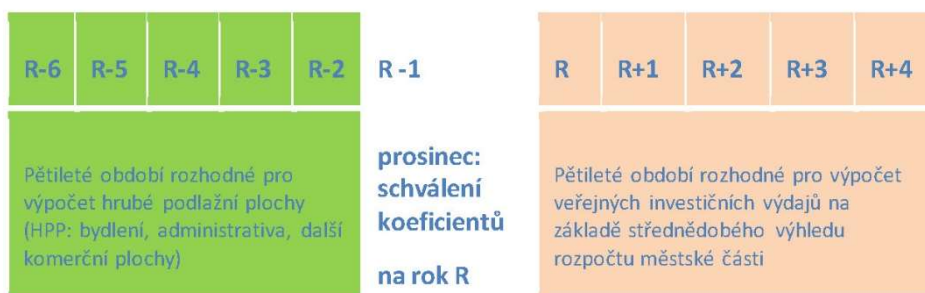 R-6 R-5 R-4 R-3 R-2 R -1 R R+1 R+2 R+3 R+4
Pětileté období rozhodné pro
výpočet hrubé podlažní plochy
(HPP: bydlení, administrativa, další
komerční plochy)
prosinec:
schválení
koeficientů
na rok R
Pětileté období rozhodné pro výpočet
veřejných investičních výdajů na
základě střednědobého výhledu
rozpočtu městské části